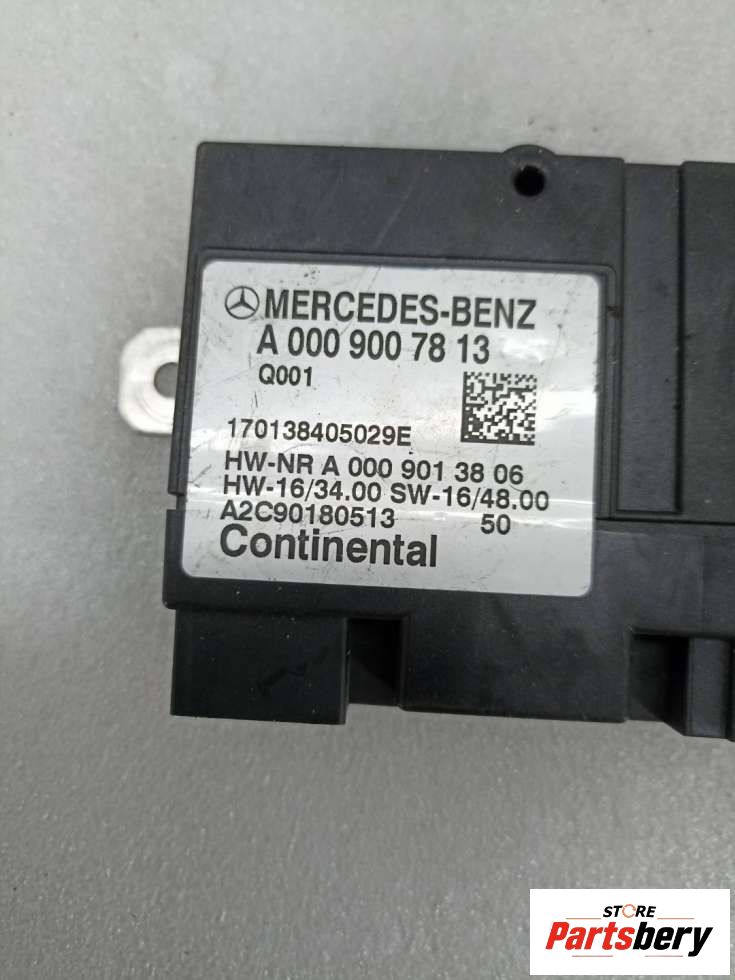 MERCEDES-BENZ
A 000 900 78 13
Q001
170138405029E
HW-NR A 000 901 38 06
HW-16/34.00 SW-16/48.00
A2C90180513 50
Continental
STORE
Partsbery